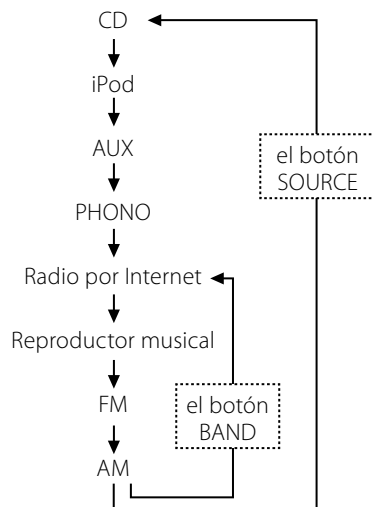 CD
iPod
AUX
PHONO
Radio por Internet
Reproductor musical
FM
AM
el botón
SOURCE
el botón
BAND